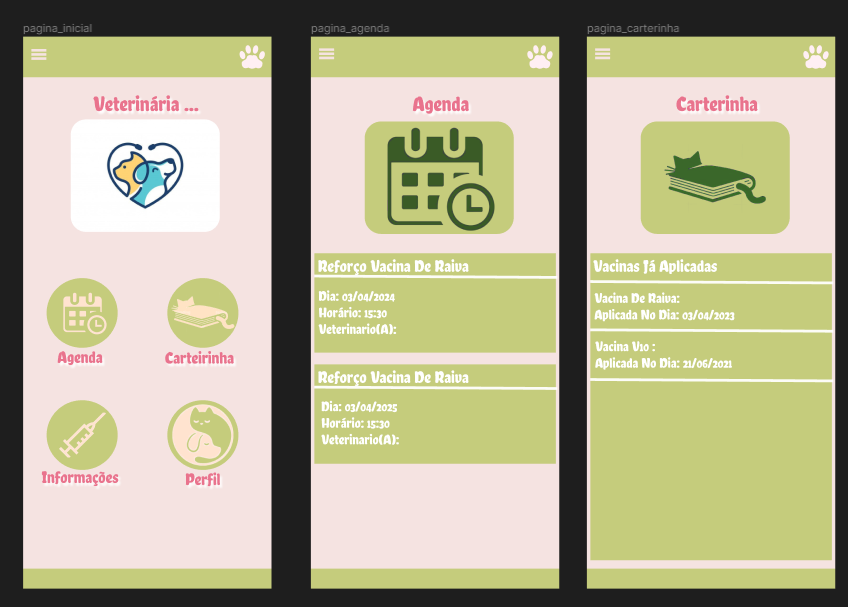 pagina_inicial
Veterinária ...
Agenda
Carteirinha
Informações
Perfil
pagina_agenda
Agenda
Reforço Vacina De Raiva
Dia: 03/04/2024
Horário: 15:30
Veterinario(A):
Reforço Vacina De Raiva
Dia: 03/04/2025
Horário: 15:30
Veterinario(A):
pagina_carterinha
Carterinha
Vacinas Já Aplicadas
Vacina De Raiva:
Aplicada No Dia: 03/04/2023
Vacina V10 :
Aplicada No Dia: 21/06/2021